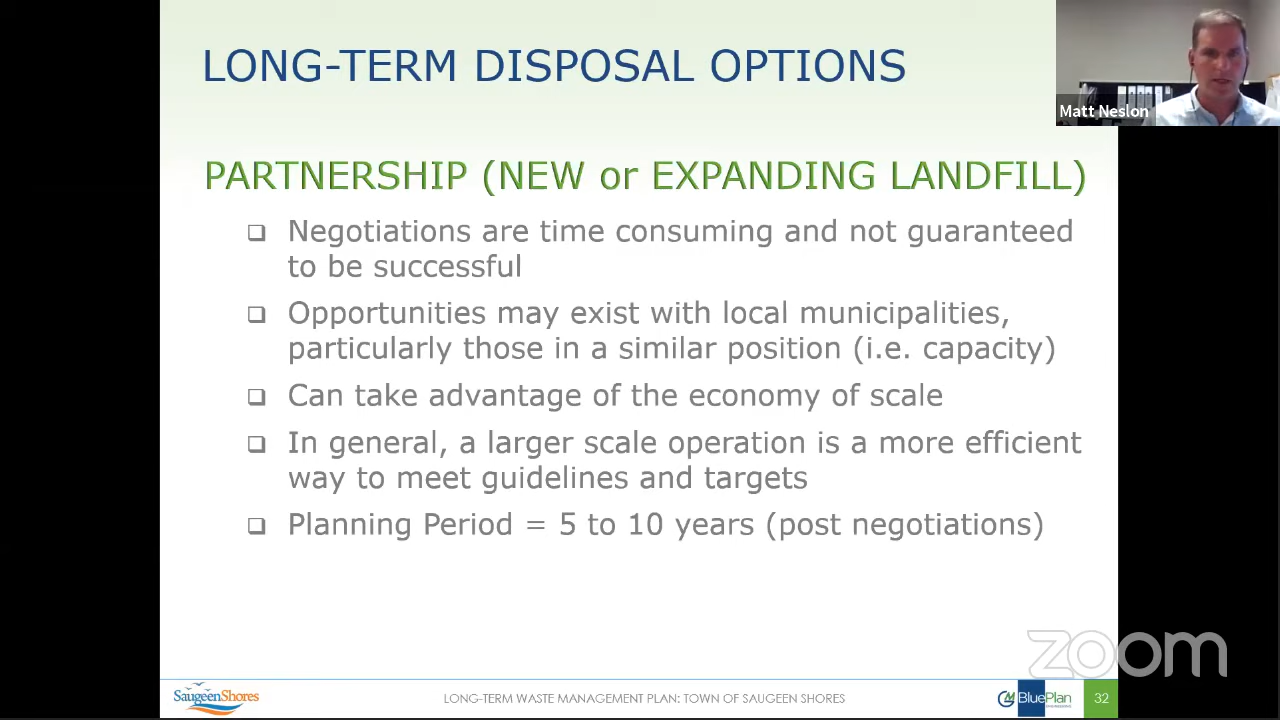 LONG-TERM DISPOSAL OPTIONS
Matt Neslon
PARTNERSHIP (NEW or EXPANDING LANDFILL)
Negotiations are time consuming and not guaranteed
to be successful
Opportunities may exist with local municipalities,
particularly those in a similar position (i.e. capacity)
Can take advantage of the economy of scale
In general, a larger scale operation is a more efficient
way to meet guidelines and targets
Planning Period = 5 to 10 years (post negotiations)
zoom
SaugeenShores
LONG-TERM WASTE MANAGEMENT PLAN: TOWN OF SAUGEEN SHORES
GM BluePlan
ENGINEERING
32